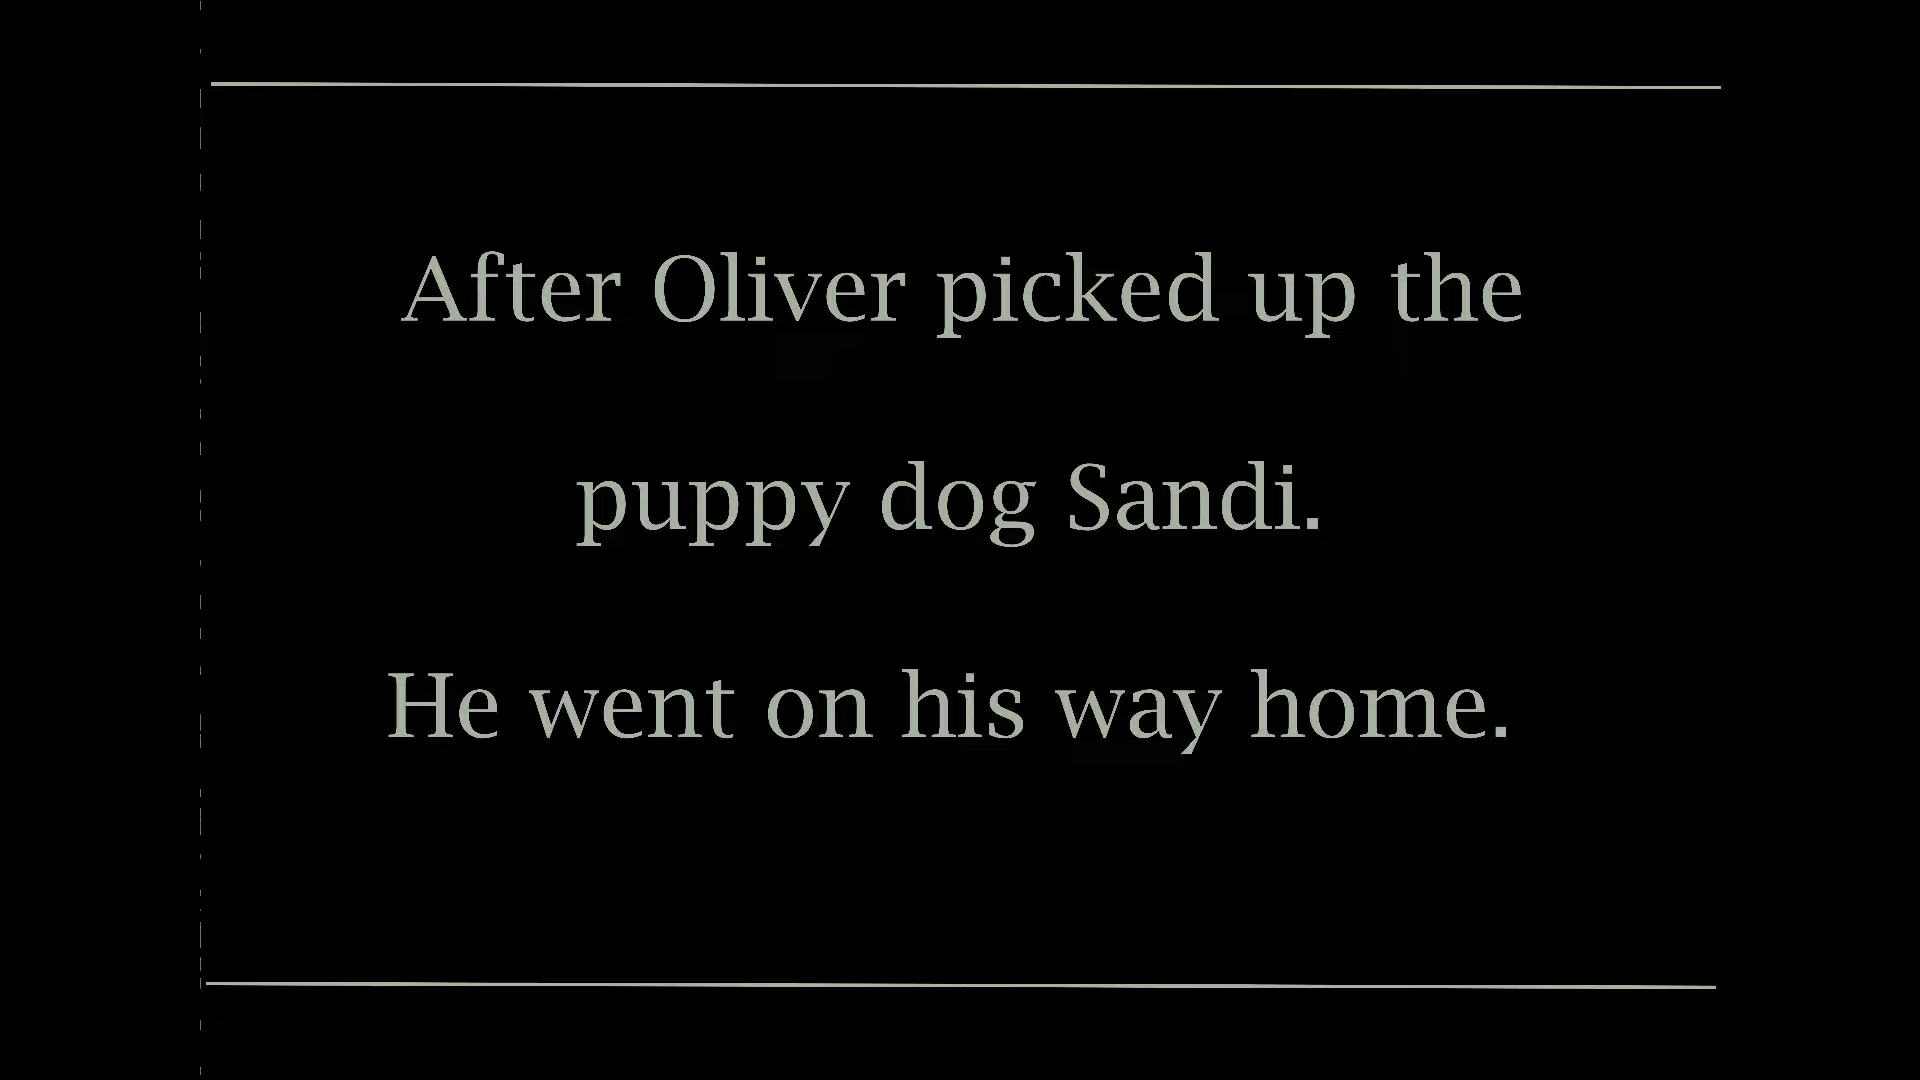 After Oliver picked up the
puppy dog Sandi.
He went on his way home.